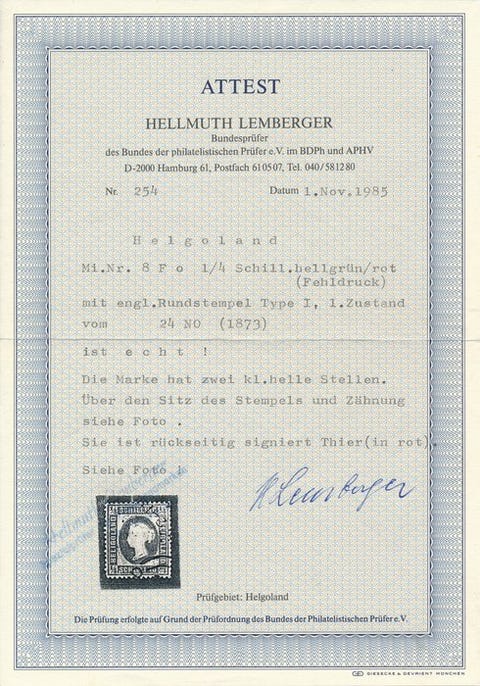 ATTEST
HELLMUTH LEMBERGER
Bundesprüfer
des Bundes der philatelistischen Prüfer e.V. im BDPh und APHV
D-2000 Hamburg 61, Postfach 610507, Tel. 040/581280
Nr. 254 Datum 1.Nov.1985
Helgoland
Mi.Nr. 8 F o 1/4 Schill.hellgrün/rot
(Fehldruck)
mit engl.Rundstempel Type I, 1.Zustand
vom 24 NO (1873)
ist echt !
Die Marke hat zwei kl.helle Stellen.
Über den Sitz des Stempels und Zähnung
siehe Foto .
Sie ist rückseitig signiert Thier(in rot).
Siehe Foto !
H Lemberger
HELGOLAND
Prüfgebiet: Helgoland
Die Prüfung erfolgte auf Grund der Prüfordnung des Bundes der Philatelistischen Prüfer e.V.
GIESECKE & DEVRIENT MÜNCHEN